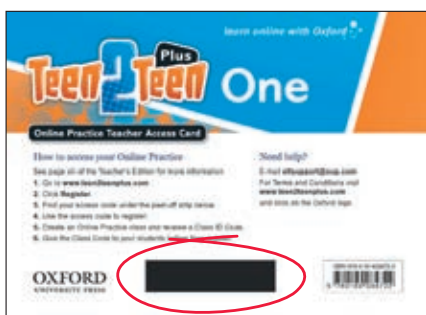 learn online with Oxford
Plus
Teen2Teen One
Online Practice Teacher Access Card
How to access your Online Practice
See page xii of the Teacher's Edition for more information
1. Go to www.teen2teenplus.com
2. Click Register
3. Find your access code under the peel-off strip below
4. Use the access code to register
5. Create an Online Practice class and receive a Class ID Code
6. Give the Class Code to your students
Need help?
E-mail eltsupport@oup.com
For Terms and Conditions visit
www.teen2teenplus.com
and click on the Oxford logo
OXFORD
UNIVERSITY PRESS